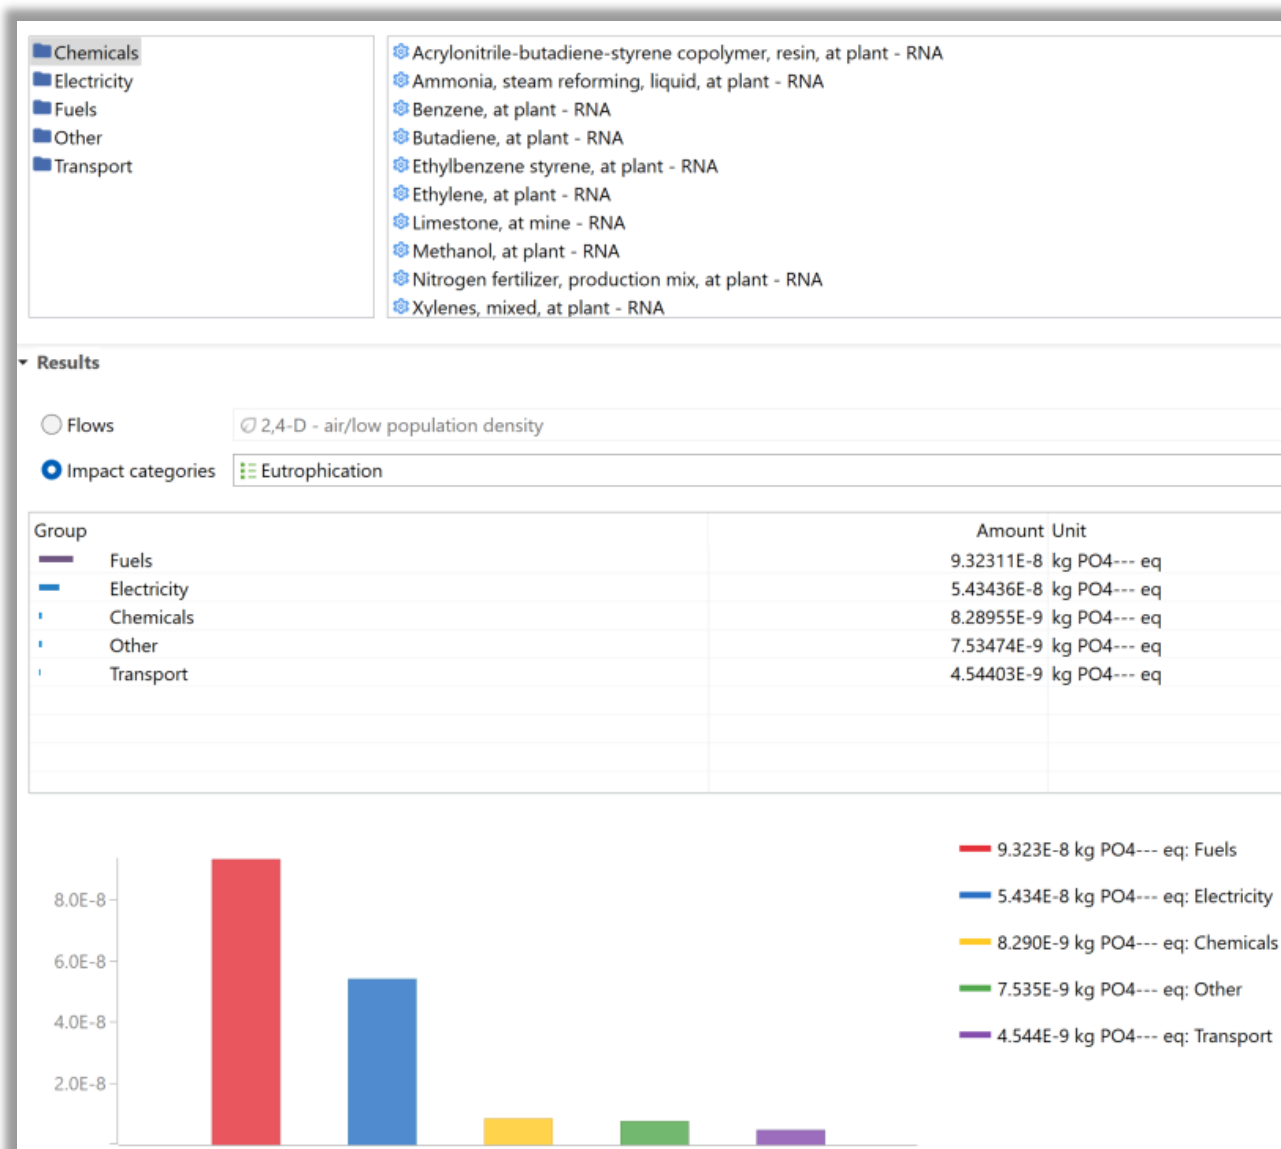 Chemicals
Electricity
Fuels
Other
Transport
Acrylonitrile-butadiene-styrene copolymer, resin, at plant - RNA
Ammonia, steam reforming, liquid, at plant - RNA
Benzene, at plant - RNA
Butadiene, at plant - RNA
Ethylbenzene styrene, at plant - RNA
Ethylene, at plant - RNA
Limestone, at mine - RNA
Methanol, at plant - RNA
Nitrogen fertilizer, production mix, at plant - RNA
Xylenes, mixed, at plant - RNA
Results
Flows 2,4-D - air/low population density
Impact categories Eutrophication
Group Amount Unit
Fuels 9.32311E-8 kg PO4--- eq
Electricity 5.43436E-8 kg PO4--- eq
Chemicals 8.28955E-9 kg PO4--- eq
Other 7.53474E-9 kg PO4--- eq
Transport 4.54403E-9 kg PO4--- eq
8.0E-8
6.0E-8
4.0E-8
2.0E-8
9.323E-8 kg PO4--- eq: Fuels
5.434E-8 kg PO4--- eq: Electricity
8.290E-9 kg PO4--- eq: Chemicals
7.535E-9 kg PO4--- eq: Other
4.544E-9 kg PO4--- eq: Transport